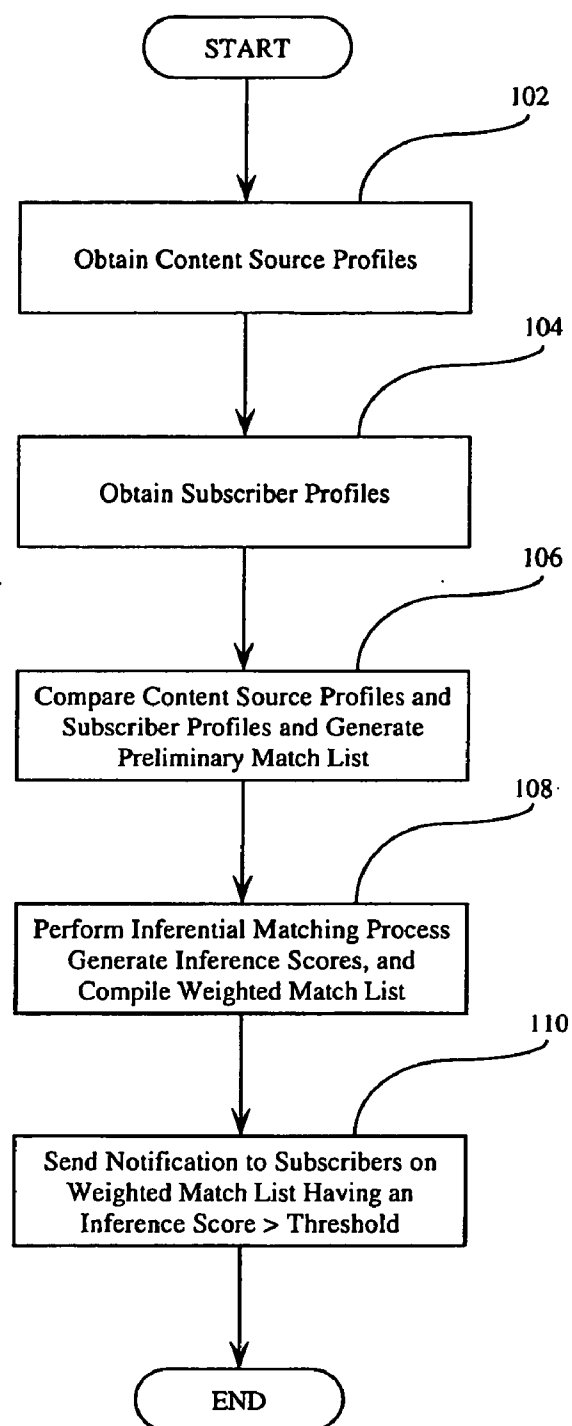 START
102
Obtain Content Source Profiles
104
Obtain Subscriber Profiles
106
Compare Content Source Profiles and
Subscriber Profiles and Generate
Preliminary Match List
108
Perform Inferential Matching Process
Generate Inference Scores, and
Compile Weighted Match List
110
Send Notification to Subscribers on
Weighted Match List Having an
Inference Score > Threshold
END